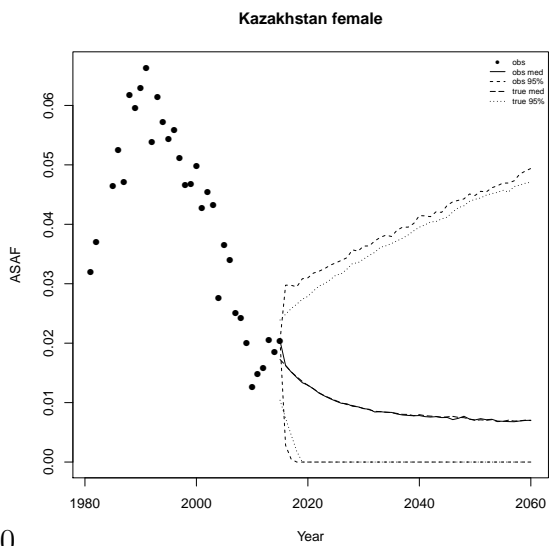 Kazakhstan female
obs
obs med
obs 95%
true med
true 95%
ASAF
0.00
0.01
0.02
0.03
0.04
0.05
0.06
1980
2000
2020
2040
2060
Year
0